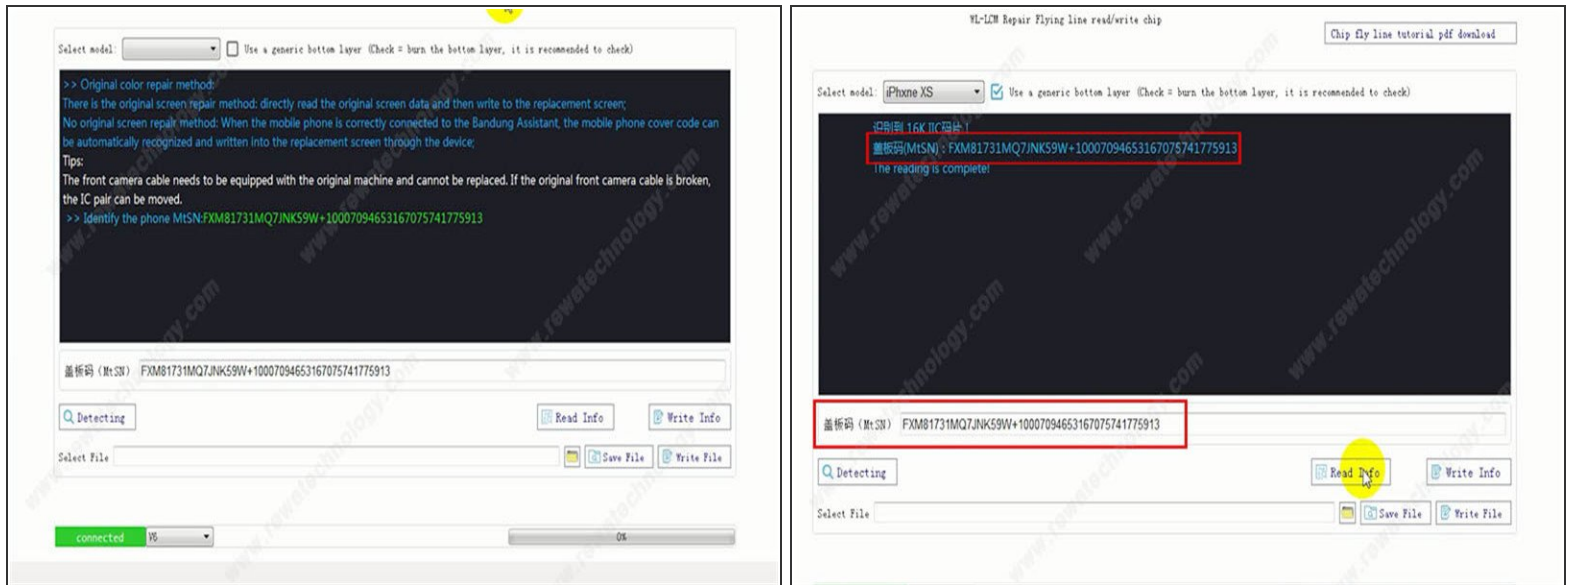 Select model:
Use a generic bottom layer (Check = burn the bottom layer, it is recommended to check)
>> Original color repair method:
There is the original screen repair method: directly read the original screen data and then write to the replacement screen;
No original screen repair method: When the mobile phone is correctly connected to the Bandung Assistant, the mobile phone cover code can
be automatically recognized and written into the replacement screen through the device;
Tips:
The front camera cable needs to be equipped with the original machine and cannot be replaced. If the original front camera cable is broken,
the IC pair can be moved.
>> Identify the phone MtSN:FXM81731MQ7JNK59W+10007094653167075741775913
盖板码 (MtSN) FXM81731MQ7JNK59W+10007094653167075741775913
Detecting
Read Info
Write Info
Select File
Save File
Write File
connected
V6
0%
WL-LCM Repair Flying line read/write chip
Chip fly line tutorial pdf download
Select model: iPhxne XS
Use a generic bottom layer (Check = burn the bottom layer, it is recommended to check)
识别到 16K IIC码片!
盖板码(MtSN) : FXM81731MQ7JNK59W+10007094653167075741775913
The reading is complete!
盖板码 (MtSN) FXM81731MQ7JNK59W+10007094653167075741775913
Detecting
Read Info
Write Info
Select File
Save File
Write File
www.rewatechnology.com